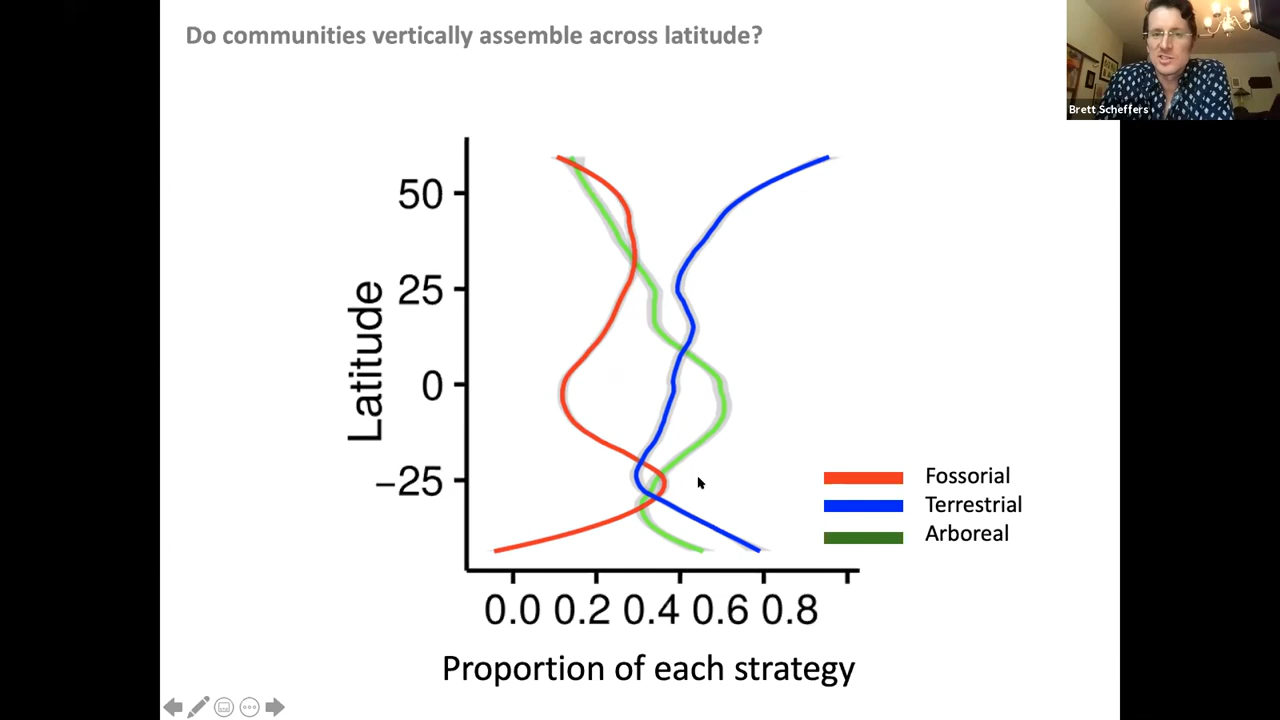 Do communities vertically assemble across latitude?
Brett Scheffers
50
25
0
−25
Latitude
Fossorial
Terrestrial
Arboreal
0.0 0.2 0.4 0.6 0.8
Proportion of each strategy